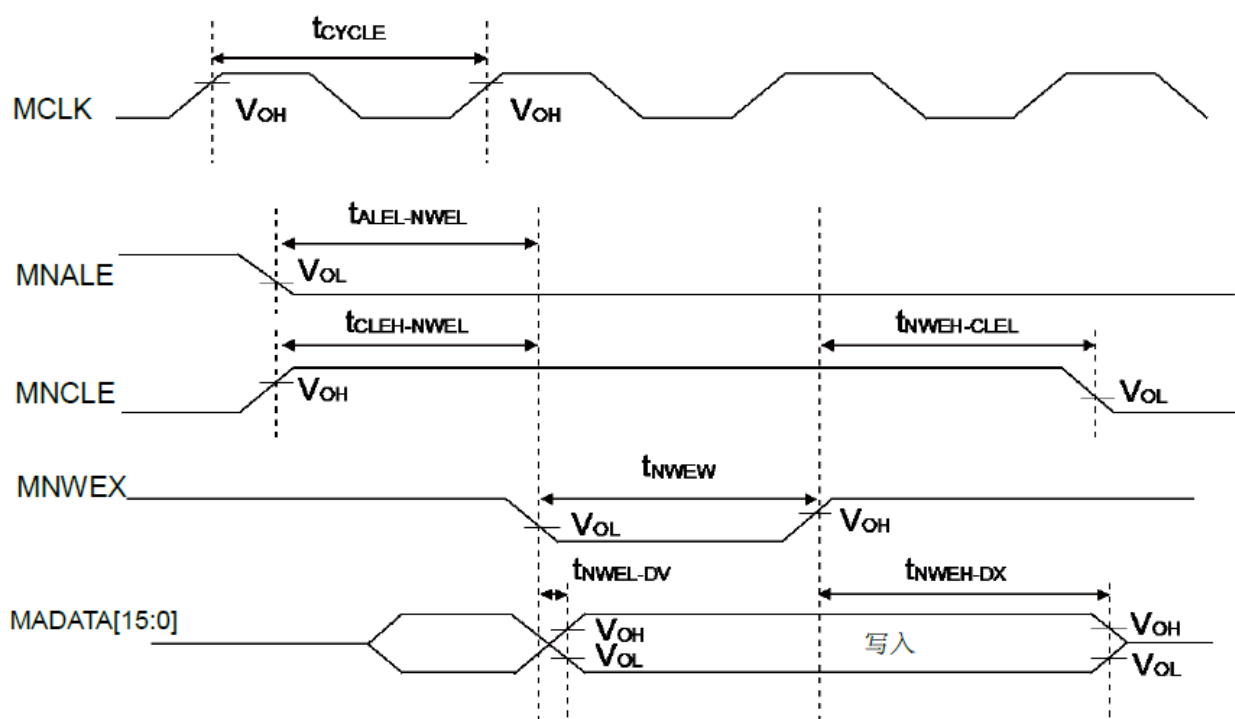 tCYCLE
MCLK
VOH
VOH
tALEL-NWEL
MNALE
VOL
tCLEH-NWEL
tNWEH-CLEL
MNCLE
VOH
VOL
MNWEX
tNWEW
VOL
VOH
tNWEL-DV
tNWEH-DX
MADATA[15:0]
VOH
写入
VOH
VOL
VOL